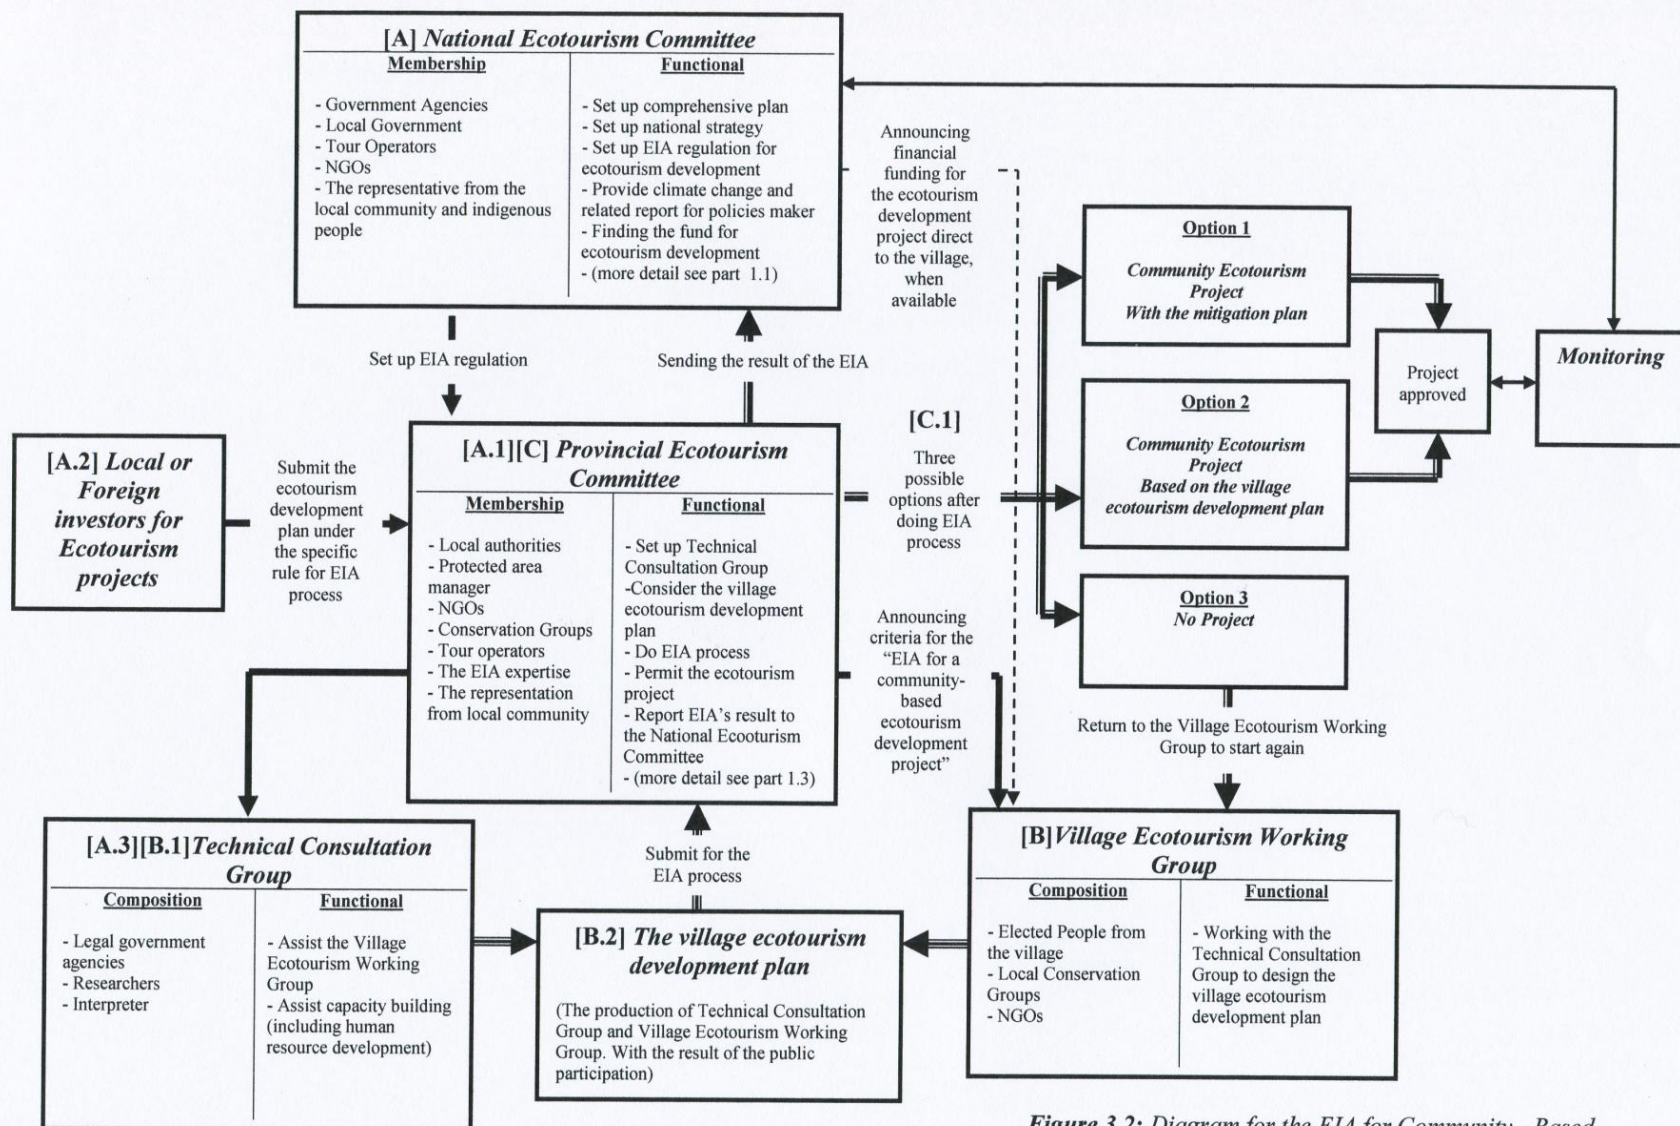 [A] National Ecotourism Committee
Membership
- Government Agencies
- Local Government
- Tour Operators
- NGOs
- The representative from the
local community and indigenous
people
Functional
- Set up comprehensive plan
- Set up national strategy
- Set up EIA regulation for
ecotourism development
- Provide climate change and
related report for policies maker
- Finding the fund for
ecotourism development
- (more detail see part 1.1)
Announcing
financial
funding for
the ecotourism
development
project direct
to the village,
when
available
Set up EIA regulation
Sending the result of the EIA
[A.2] Local or
Foreign
investors for
Ecotourism
projects
Submit the
ecotourism
development
plan under
the specific
rule for EIA
process
[A.1][C] Provincial Ecotourism
Committee
Membership
- Local authorities
- Protected area
manager
- NGOs
- Conservation Groups
- Tour operators
- The EIA expertise
- The representation
from local community
Functional
- Set up Technical
Consultation Group
-Consider the village
ecotourism development
plan
- Do EIA process
- Permit the ecotourism
project
- Report EIA's result to
the National Ecooturism
Committee
- (more detail see part 1.3)
[C.1]
Three
possible
options after
doing EIA
process
Option 1
Community Ecotourism
Project
With the mitigation plan
Option 2
Community Ecotourism
Project
Based on the village
ecotourism development plan
Option 3
No Project
Project
approved
Monitoring
Announcing
criteria for the
“EIA for a
community-
based
ecotourism
development
project”
Return to the Village Ecotourism Working
Group to start again
[A.3][B.1]Technical Consultation
Group
Composition
- Legal government
agencies
- Researchers
- Interpreter
Functional
- Assist the Village
Ecotourism Working
Group
- Assist capacity building
(including human
resource development)
Submit for the
EIA process
[B.2] The village ecotourism
development plan
(The production of Technical Consultation
Group and Village Ecotourism Working
Group. With the result of the public
participation)
[B]Village Ecotourism Working
Group
Composition
- Elected People from
the village
- Local Conservation
Groups
- NGOs
Functional
- Working with the
Technical Consultation
Group to design the
village ecotourism
development plan
Figure 3.2: Diagram for the EIA for Community - Based